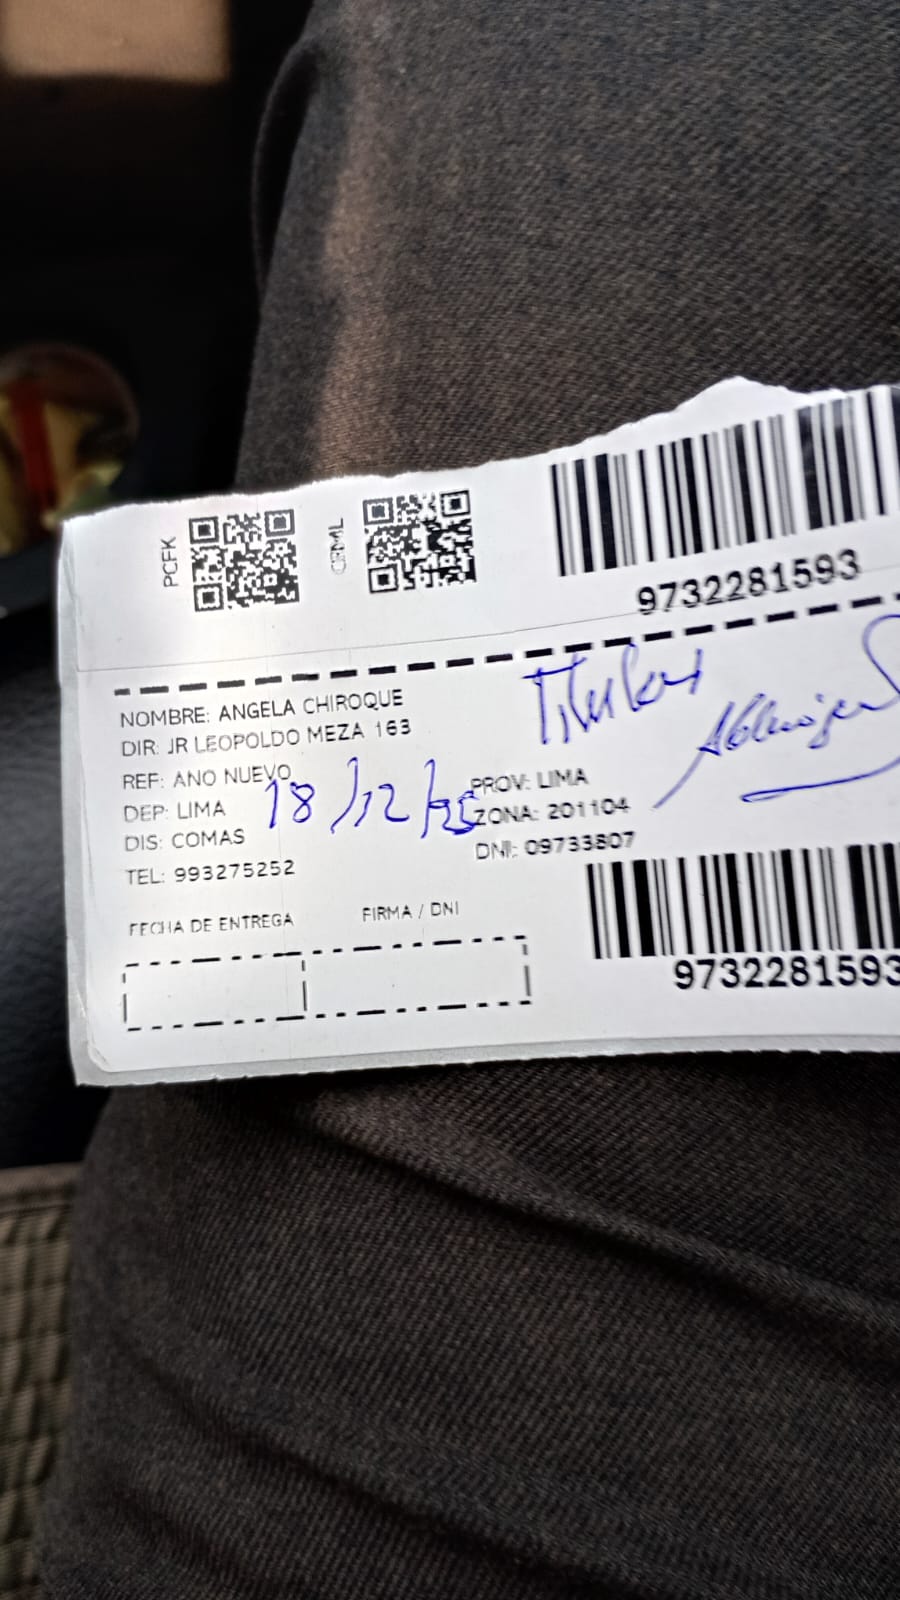 PCFK
9732281593
Titular
NOMBRE: ANGELA CHIROQUE
DIR: JR LEOPOLDO MEZA 163
REF: ANO NUEVO
18/12/25
PROV: LIMA
DEP: LIMA
ZONA: 201104
DIS: COMAS
DNI: 09733807
TEL: 993275252
FECHA DE ENTREGA
FIRMA / DNI
9732281593